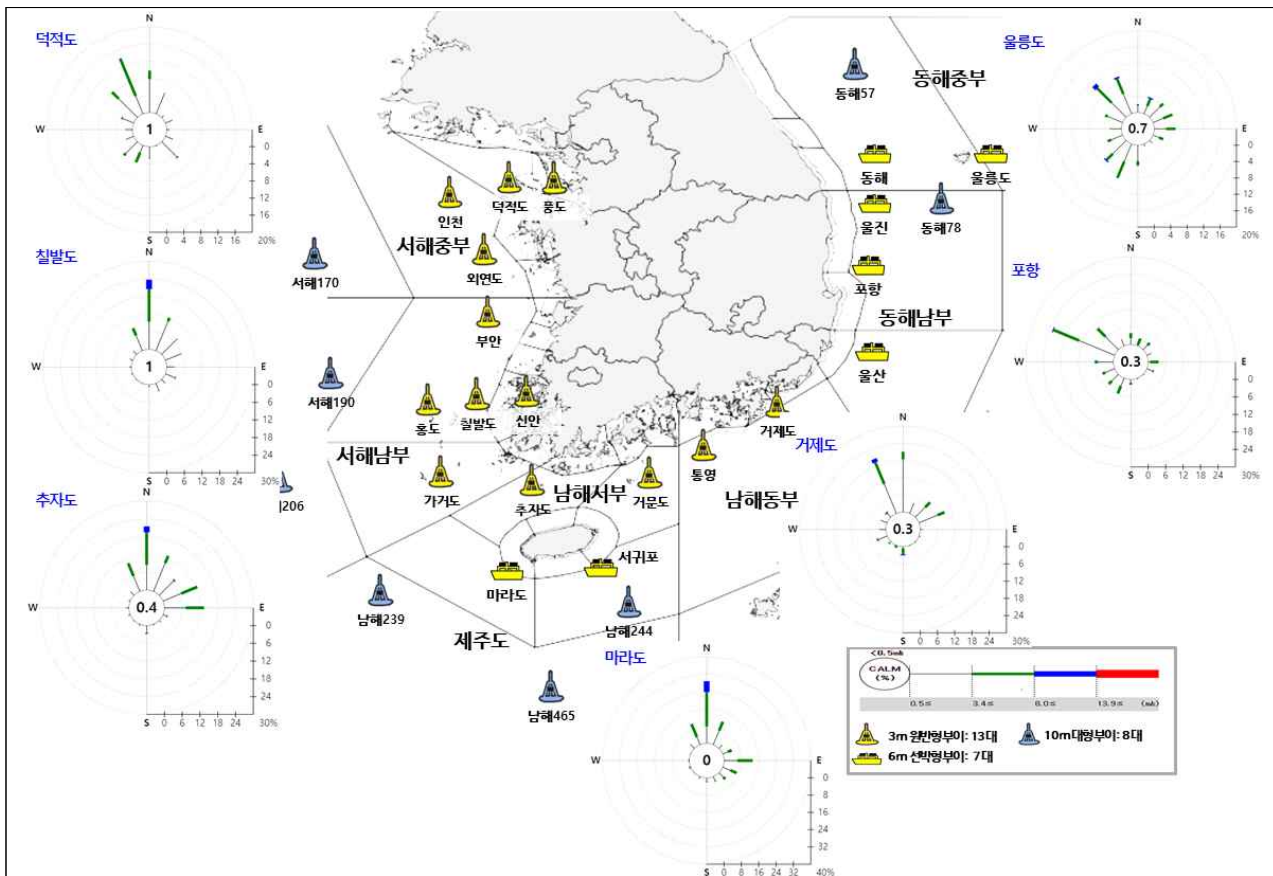 덕적도
N
W
E
S
1
0
4
8
12
16
0 4 8 12 16 20%
칠발도
N
W
E
S
1
0
6
12
18
24
0 6 12 18 24 30%
추자도
N
W
E
S
0.4
0
6
12
18
24
0 6 12 18 24 30%
울릉도
N
W
E
S
0.7
0
4
8
12
16
0 4 8 12 16 20%
포항
N
W
E
S
0.3
0
6
12
18
24
0 6 12 18 24 30%
거제도
N
W
E
S
0.3
0
6
12
18
24
0 6 12 18 24 30%
마라도
N
W
E
S
0
0
8
16
24
32
0 8 16 24 32 40%
동해57
동해중부
동해
울릉도
울진
동해78
포항
동해남부
울산
인천
덕적도
풍도
서해중부
서해170
외연도
부안
서해190
홍도
칠발도
신안
거제도
서해남부
통영
206
가거도
추자도
남해서부
거문도
남해동부
서귀포
마라도
남해239
남해244
제주도
남해465
CALM
(%)
0.5≤ 3.4≤ 8.0≤ 13.9≤
3m 원반형부이: 13대
10m 대형부이: 8대
6m 선박형부이: 7대